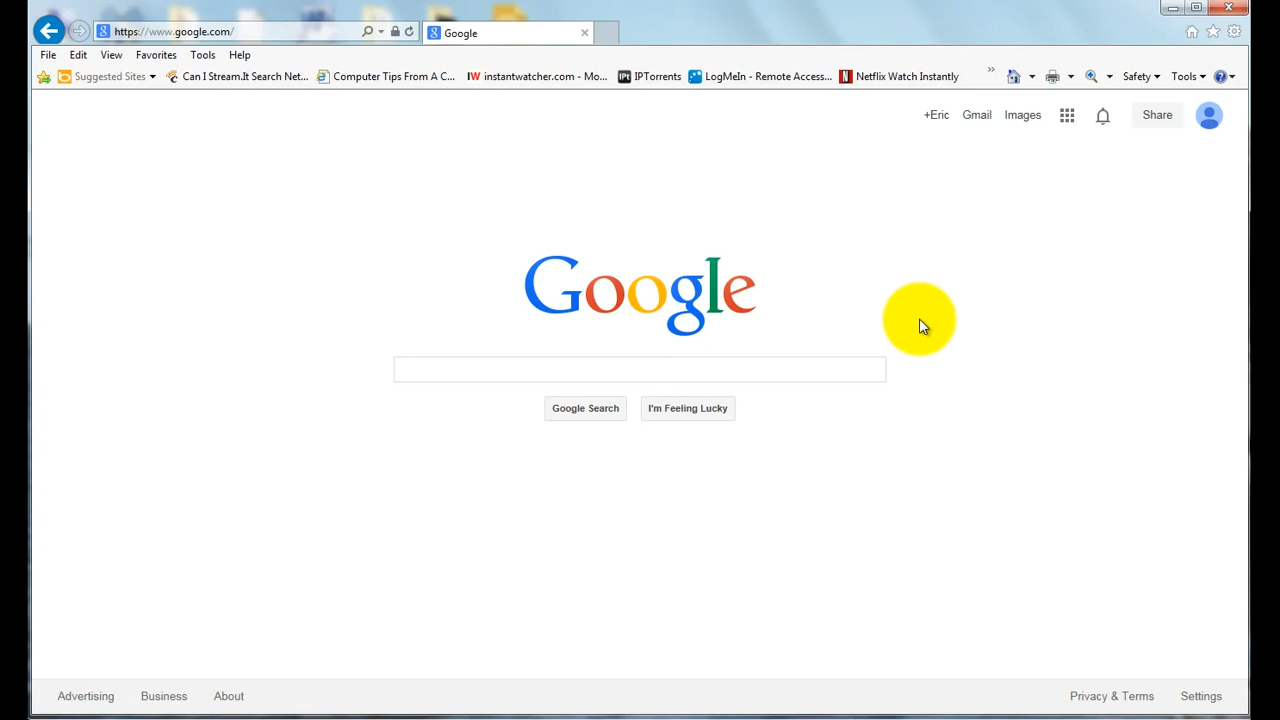 https://www.google.com/
Google
File Edit View Favorites Tools Help
Suggested Sites Can I Stream.It Search Net... Computer Tips From A C... IW instantwatcher.com - Mo... IPt IPTorrents LogMeIn - Remote Access... N Netflix Watch Instantly » Safety Tools
+Eric Gmail Images Share
Google
Google Search I'm Feeling Lucky
Advertising Business About Privacy & Terms Settings